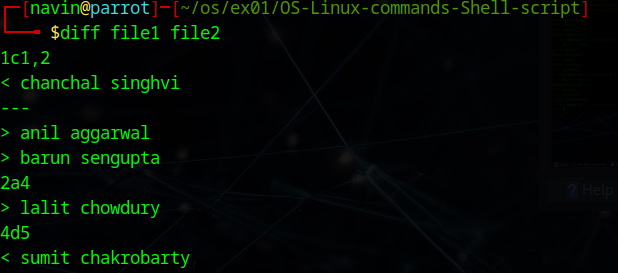 [navin@parrot]─[~/os/ex01/OS-Linux-commands-Shell-script]
$diff file1 file2
1c1,2
< chanchal singhvi
---
> anil aggarwal
> barun sengupta
2a4
> lalit chowdury
4d5
< sumit chakrobarty
? Help